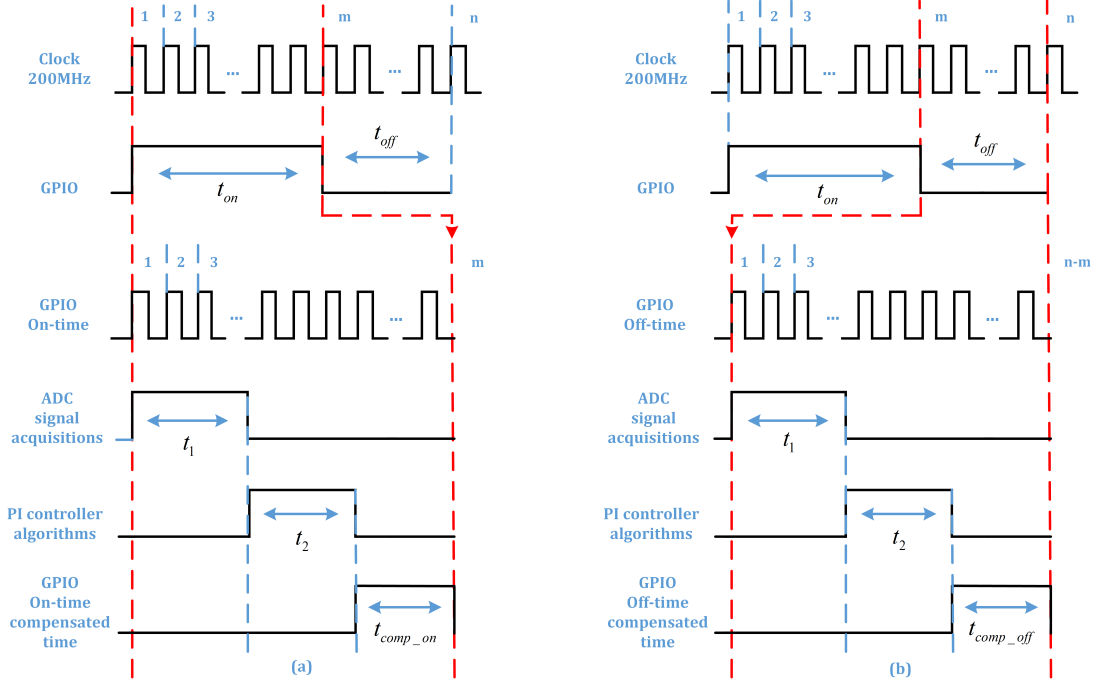 1 2 3 m n
Clock
200MHz
...
...
t_off
GPIO
t_on
1 2 3 m
GPIO
On-time
...
...
ADC
signal
acquisitions
t_1
PI controller
algorithms
t_2
GPIO
On-time
compensated
time
t_comp_on
(a)
1 2 3 m n
Clock
200MHz
...
...
t_off
GPIO
t_on
1 2 3 n-m
GPIO
Off-time
...
...
ADC
signal
acquisitions
t_1
PI controller
algorithms
t_2
GPIO
Off-time
compensated
time
t_comp_off
(b)